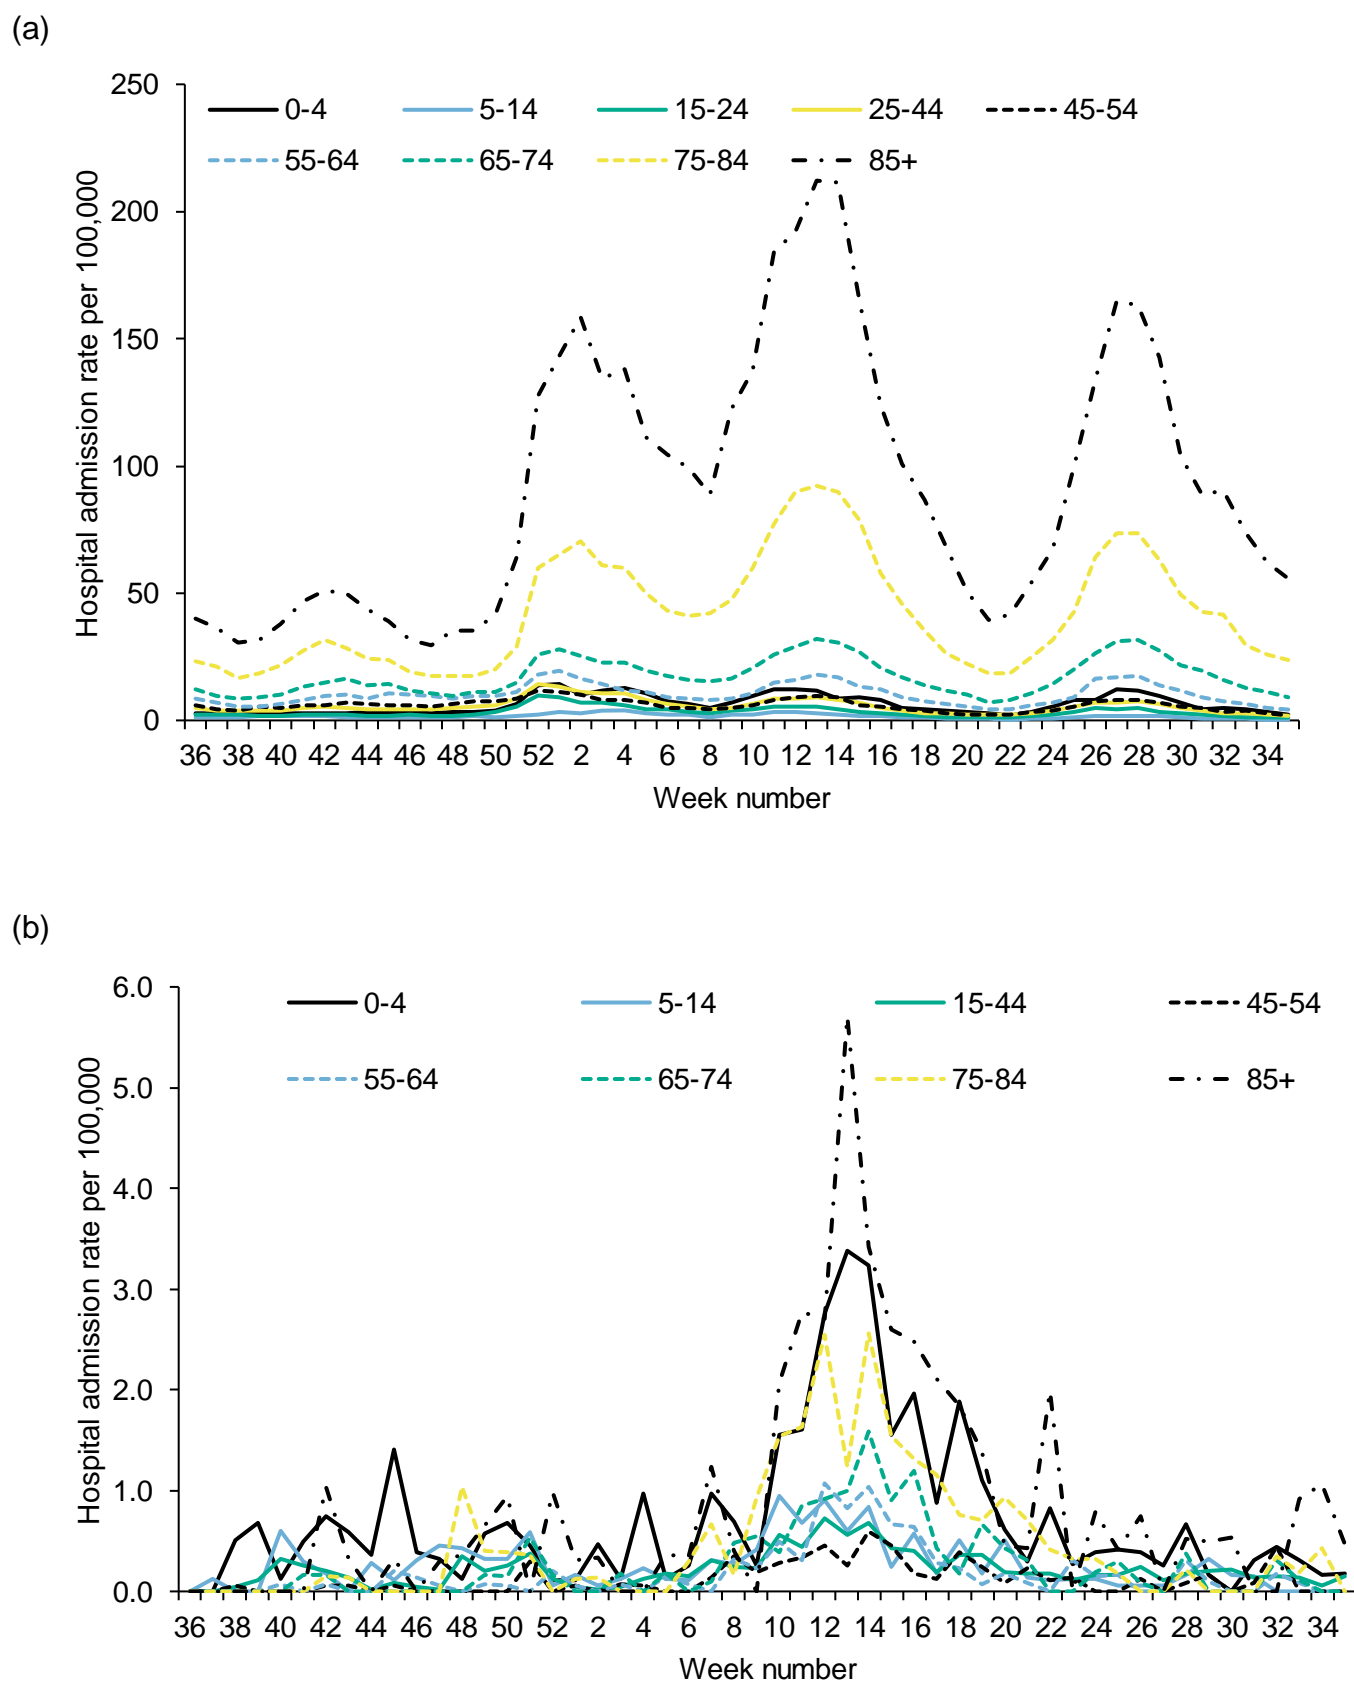 (a)
250
200
150
100
50
0
Hospital admission rate per 100,000
0-4 5-14 15-24 25-44 45-54
55-64 65-74 75-84 85+
36 38 40 42 44 46 48 50 52 2 4 6 8 10 12 14 16 18 20 22 24 26 28 30 32 34
Week number
(b)
6.0
5.0
4.0
3.0
2.0
1.0
0.0
Hospital admission rate per 100,000
0-4 5-14 15-44 45-54
55-64 65-74 75-84 85+
36 38 40 42 44 46 48 50 52 2 4 6 8 10 12 14 16 18 20 22 24 26 28 30 32 34
Week number